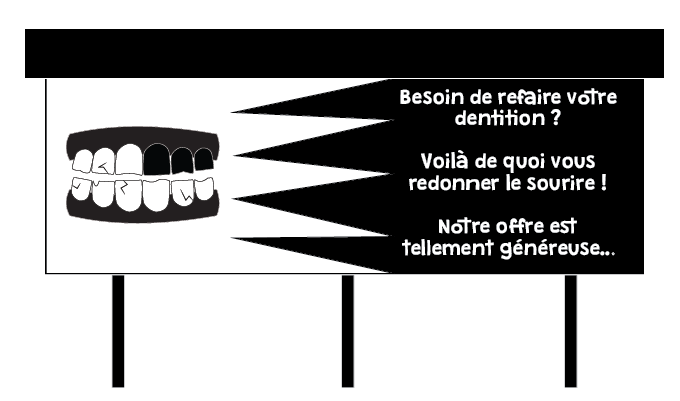 Besoin de refaire votre
dentition ?
Voilà de quoi vous
redonner le sourire !
Notre offre est
tellement généreuse...